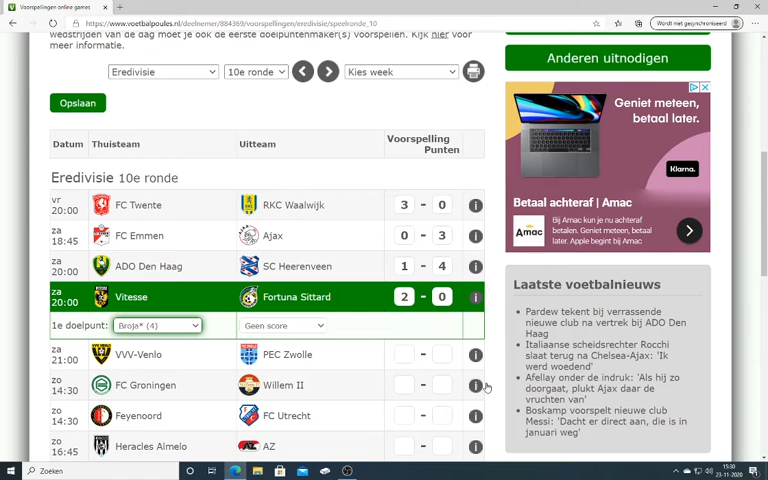 Voorspellingen online games
https://www.voetbalpoules.nl/deelnemer/884369/voorspellingen/eredivisie/speelronde_10
Wordt niet gesynchroniseerd
wedstrijden van de dag moet je ook de eerste doelpuntenmaker(s) voorspellen. Kijk hier voor
meer informatie.
Eredivisie 10e ronde Kies week
Opslaan
Datum Thuisteam Uitteam Voorspelling
Punten
Eredivisie 10e ronde
vr
20:00 FC Twente RKC Waalwijk 3 - 0 i
za
18:45 FC Emmen Ajax 0 - 3 i
za
20:00 ADO Den Haag SC Heerenveen 1 - 4 i
za
20:00 Vitesse Fortuna Sittard 2 - 0 i
1e doelpunt: Broja* (4) Geen score
za
21:00 VVV-Venlo PEC Zwolle - i
zo
14:30 FC Groningen Willem II - i
zo
14:30 Feyenoord FC Utrecht - i
zo
16:45 Heracles Almelo AZ - i
Anderen uitnodigen
Geniet meteen,
betaal later.
Klarna.
Betaal achteraf | Amac
Amac
Bij Amac kun je nu achteraf
betalen. Geniet meteen, betaal
later. Apple begint bij Amac
Laatste voetbalnieuws
Pardew tekent bij verrassende
nieuwe club na vertrek bij ADO Den
Haag
Italiaanse scheidsrechter Rocchi
slaat terug na Chelsea-Ajax: 'Ik
werd woedend'
Afellay onder de indruk: 'Als hij zo
doorgaat, plukt Ajax daar de
vruchten van'
Boskamp voorspelt nieuwe club
Messi: 'Dacht er direct aan, die is in
januari weg'
Zoeken
15:30
23-11-2020